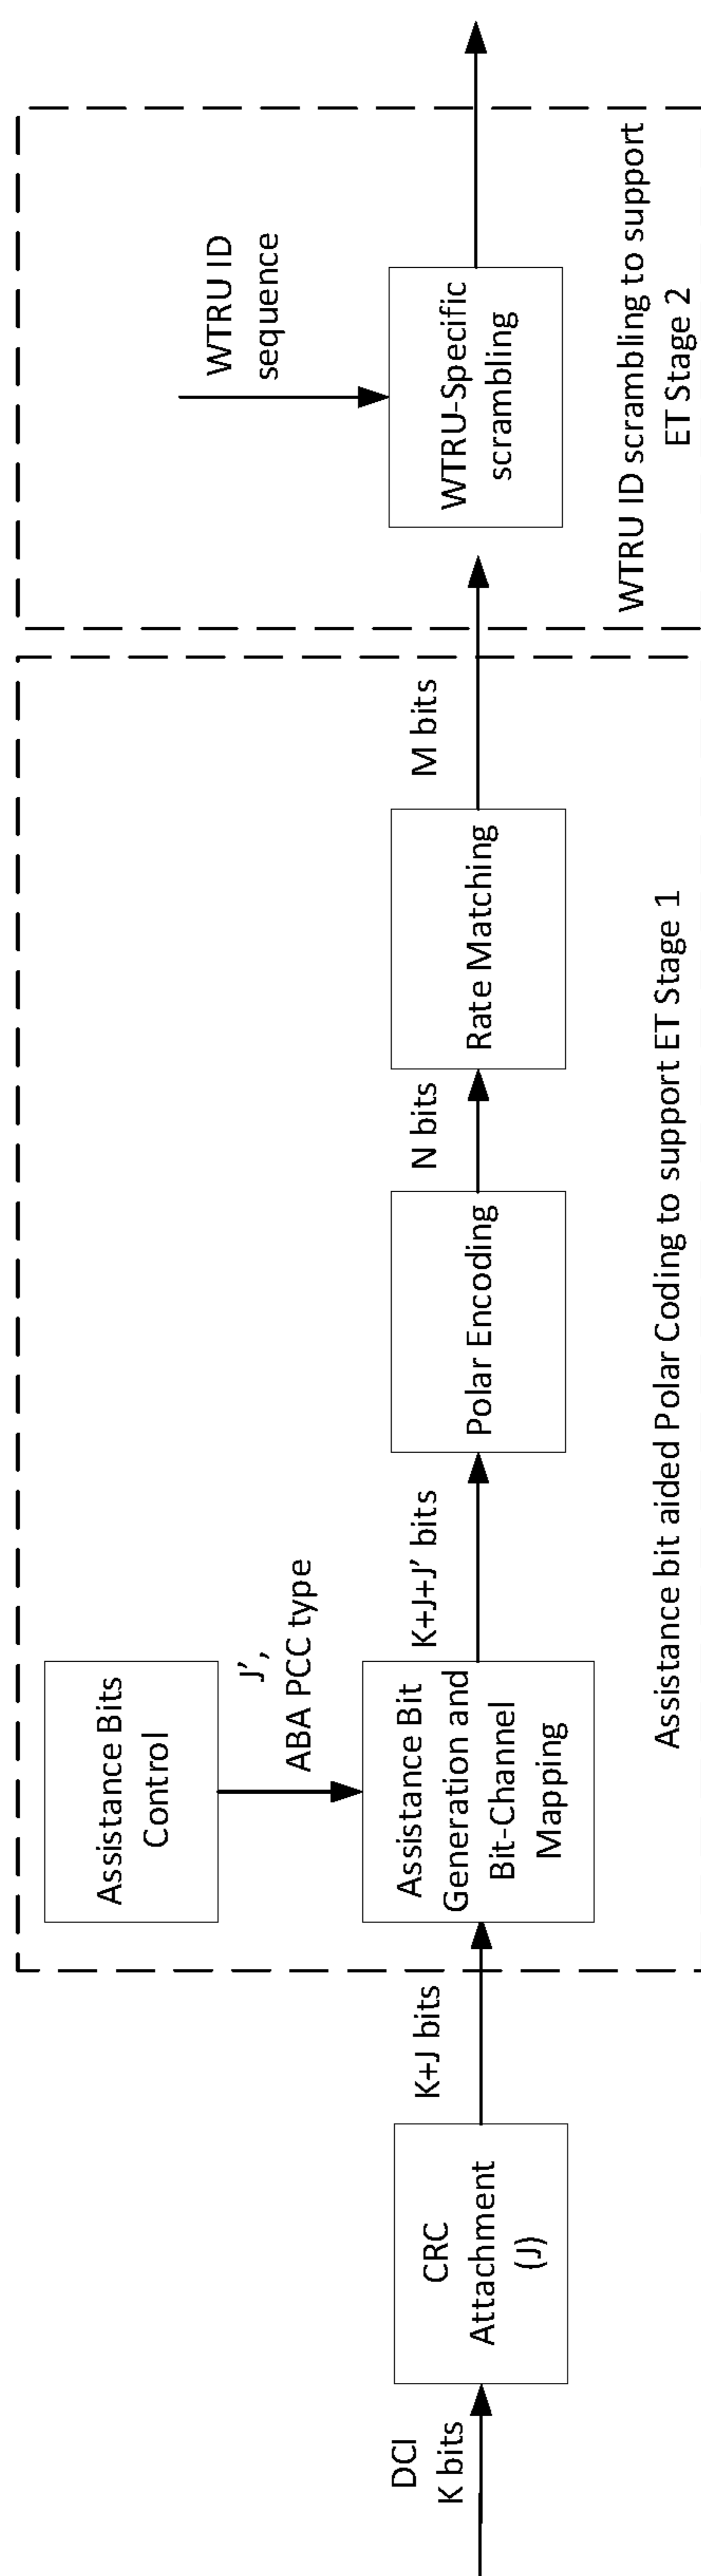 DCI
K bits
CRC
Attachment
(J)
K+J bits
Assistance Bits
Control
J’,
ABA PCC type
Assistance Bit
Generation and
Bit-Channel
Mapping
K+J+J’ bits
Polar Encoding
N bits
Rate Matching
M bits
Assistance bit aided Polar Coding to support ET Stage 1
WTRU ID
sequence
WTRU-Specific
scrambling
WTRU ID scrambling to support
ET Stage 2